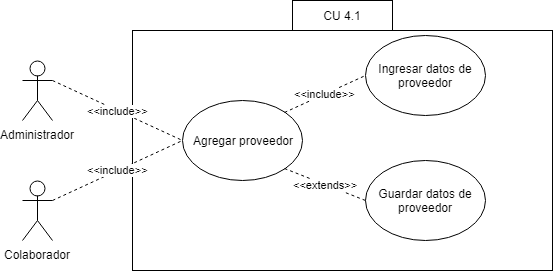 CU 4.1
Ingresar datos de
proveedor
<<include>>
Administrador
<<include>>
Agregar proveedor
<<include>>
<<extends>>
Guardar datos de
proveedor
Colaborador